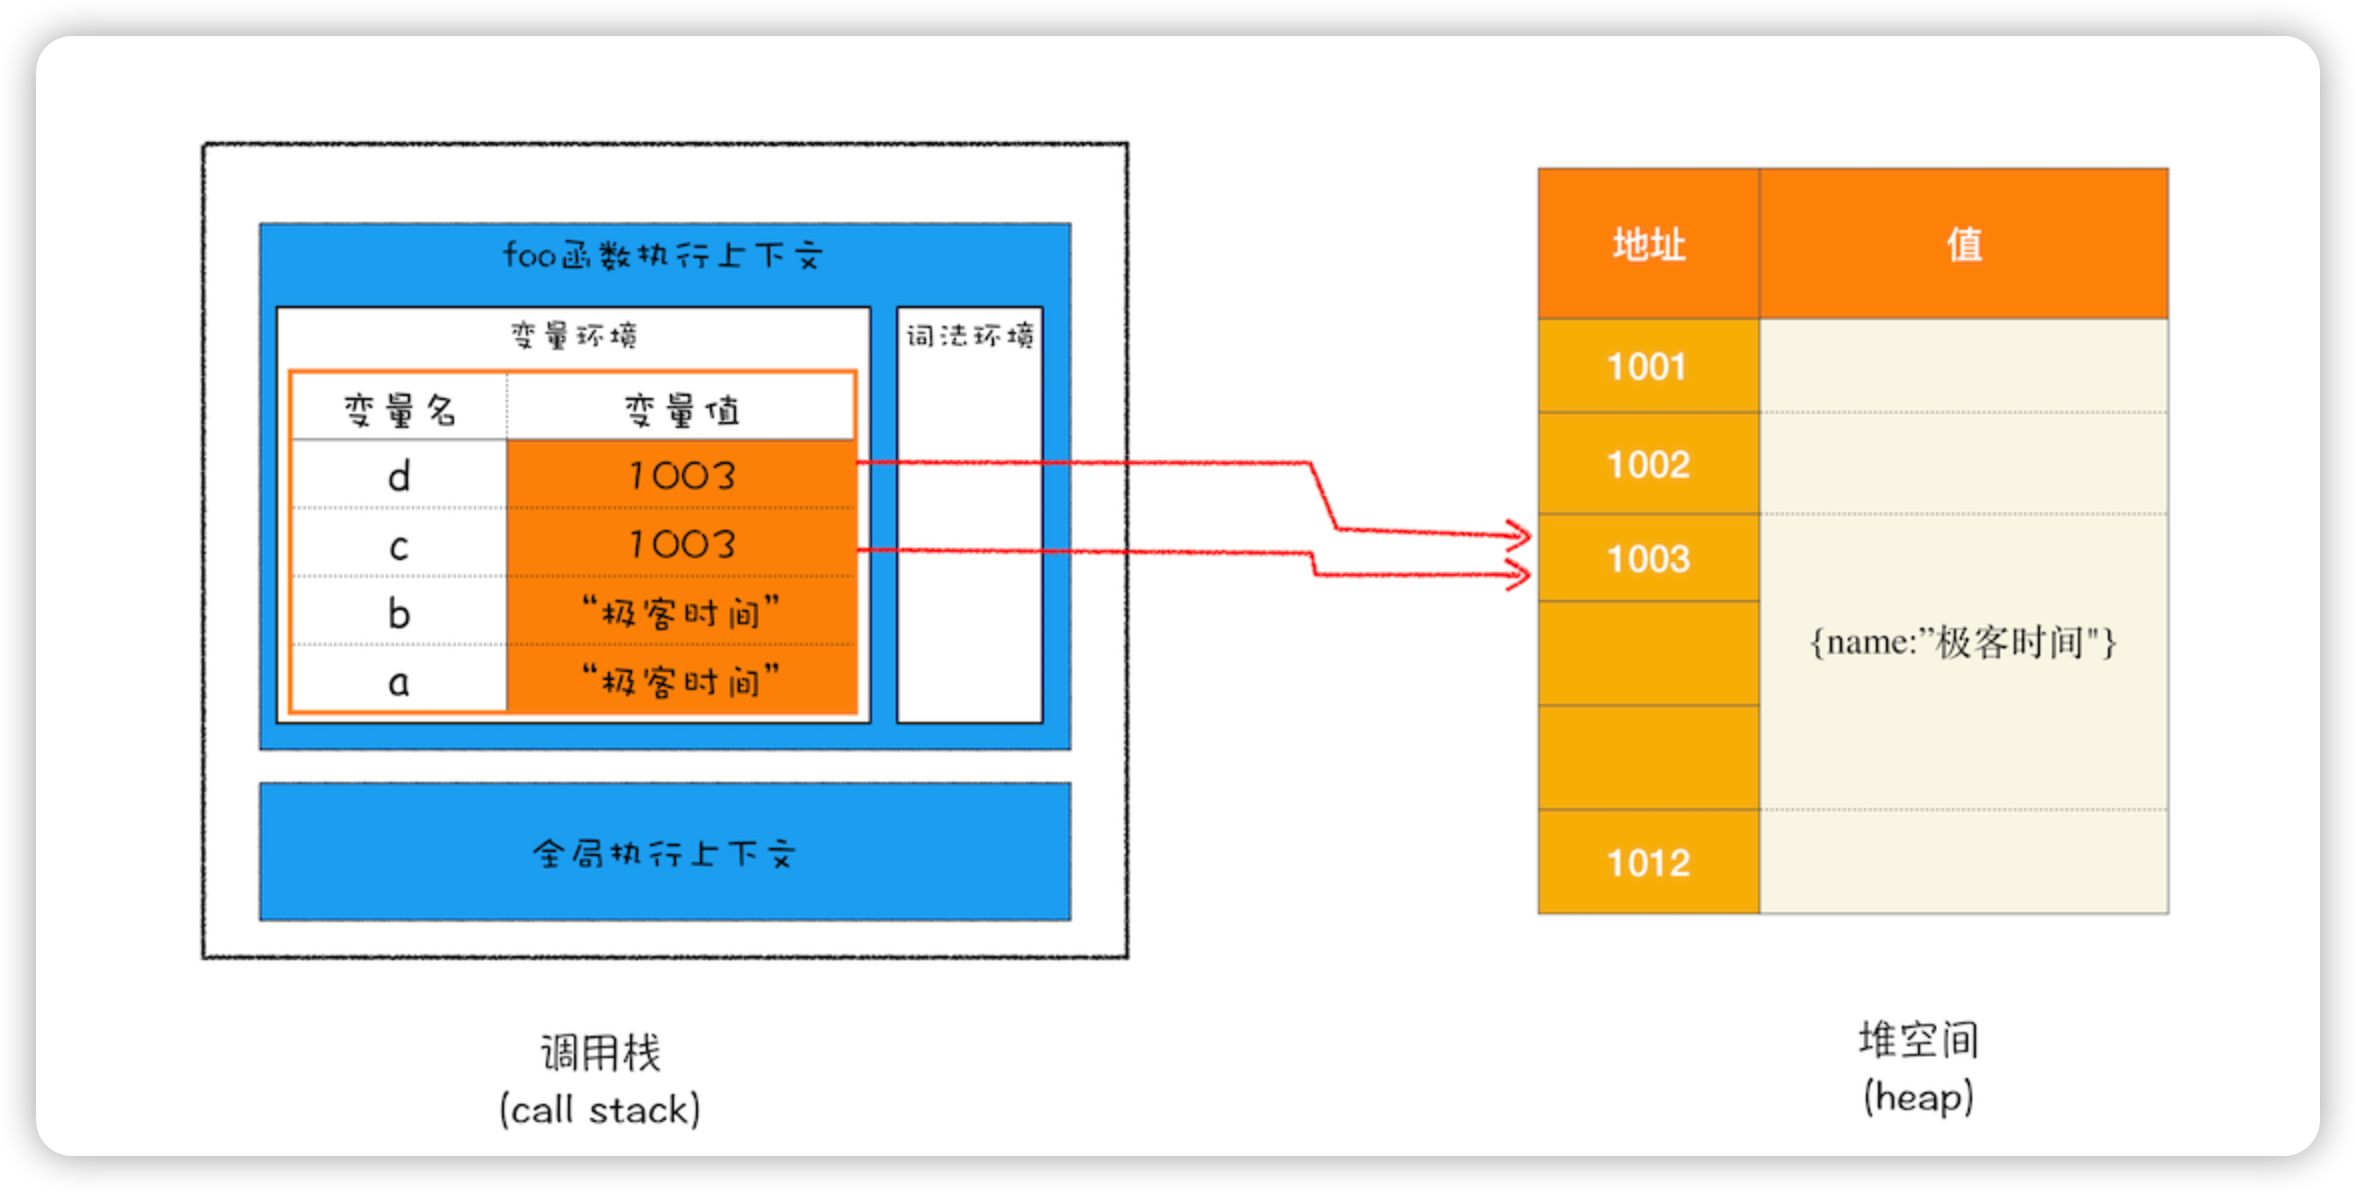 foo函数执行上下文
变量环境
词法环境
变量名 变量值
d 1003
c 1003
b “极客时间”
a “极客时间”
全局执行上下文
调用栈
(call stack)
地址 值
1001
1002
1003
{name:”极客时间"}
1012
堆空间
(heap)